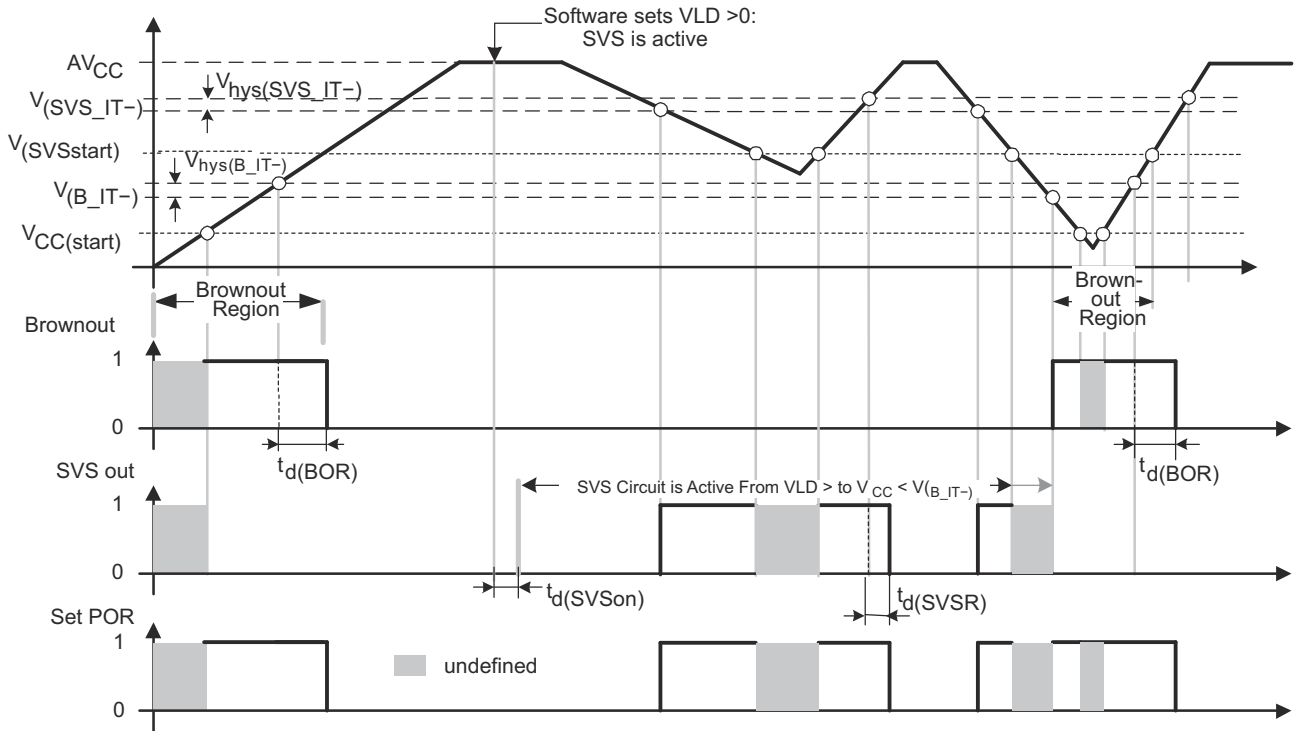 Software sets VLD >0:
SVS is active
AVCC
Vhys(SVS_IT−)
V(SVS_IT−)
V(SVSstart)
Vhys(B_IT−)
V(B_IT−)
VCC(start)
Brownout
Region
Brown-
out
Region
Brownout
1
0
td(BOR)
td(BOR)
SVS out
SVS Circuit is Active From VLD > to VCC < V(B_IT−)
1
0
td(SVSon)
td(SVSR)
Set POR
1
undefined
0